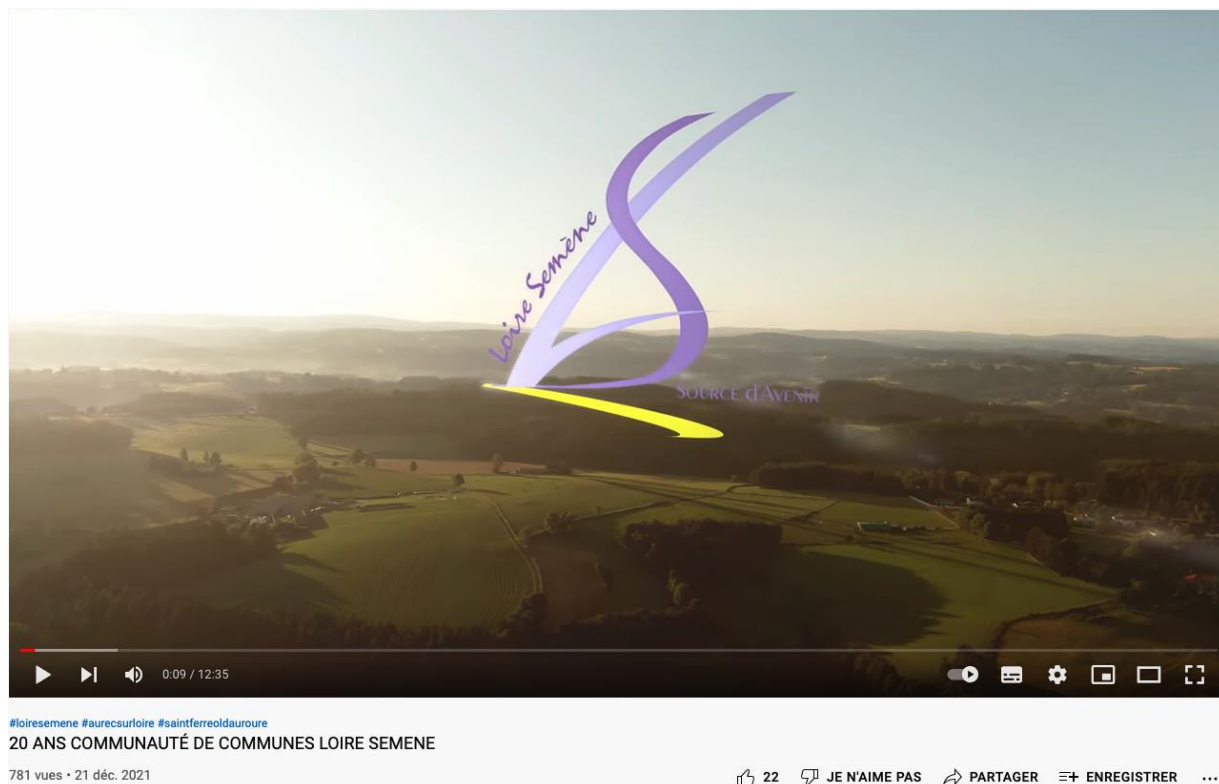 Loire Semène
SOURCE d'AVENIR
0:09 / 12:35
#loiresemene #aurecsurloire #saintferreoldauroure
20 ANS COMMUNAUTÉ DE COMMUNES LOIRE SEMENE
781 vues • 21 déc. 2021
22 JE N'AIME PAS PARTAGER ENREGISTRER ...